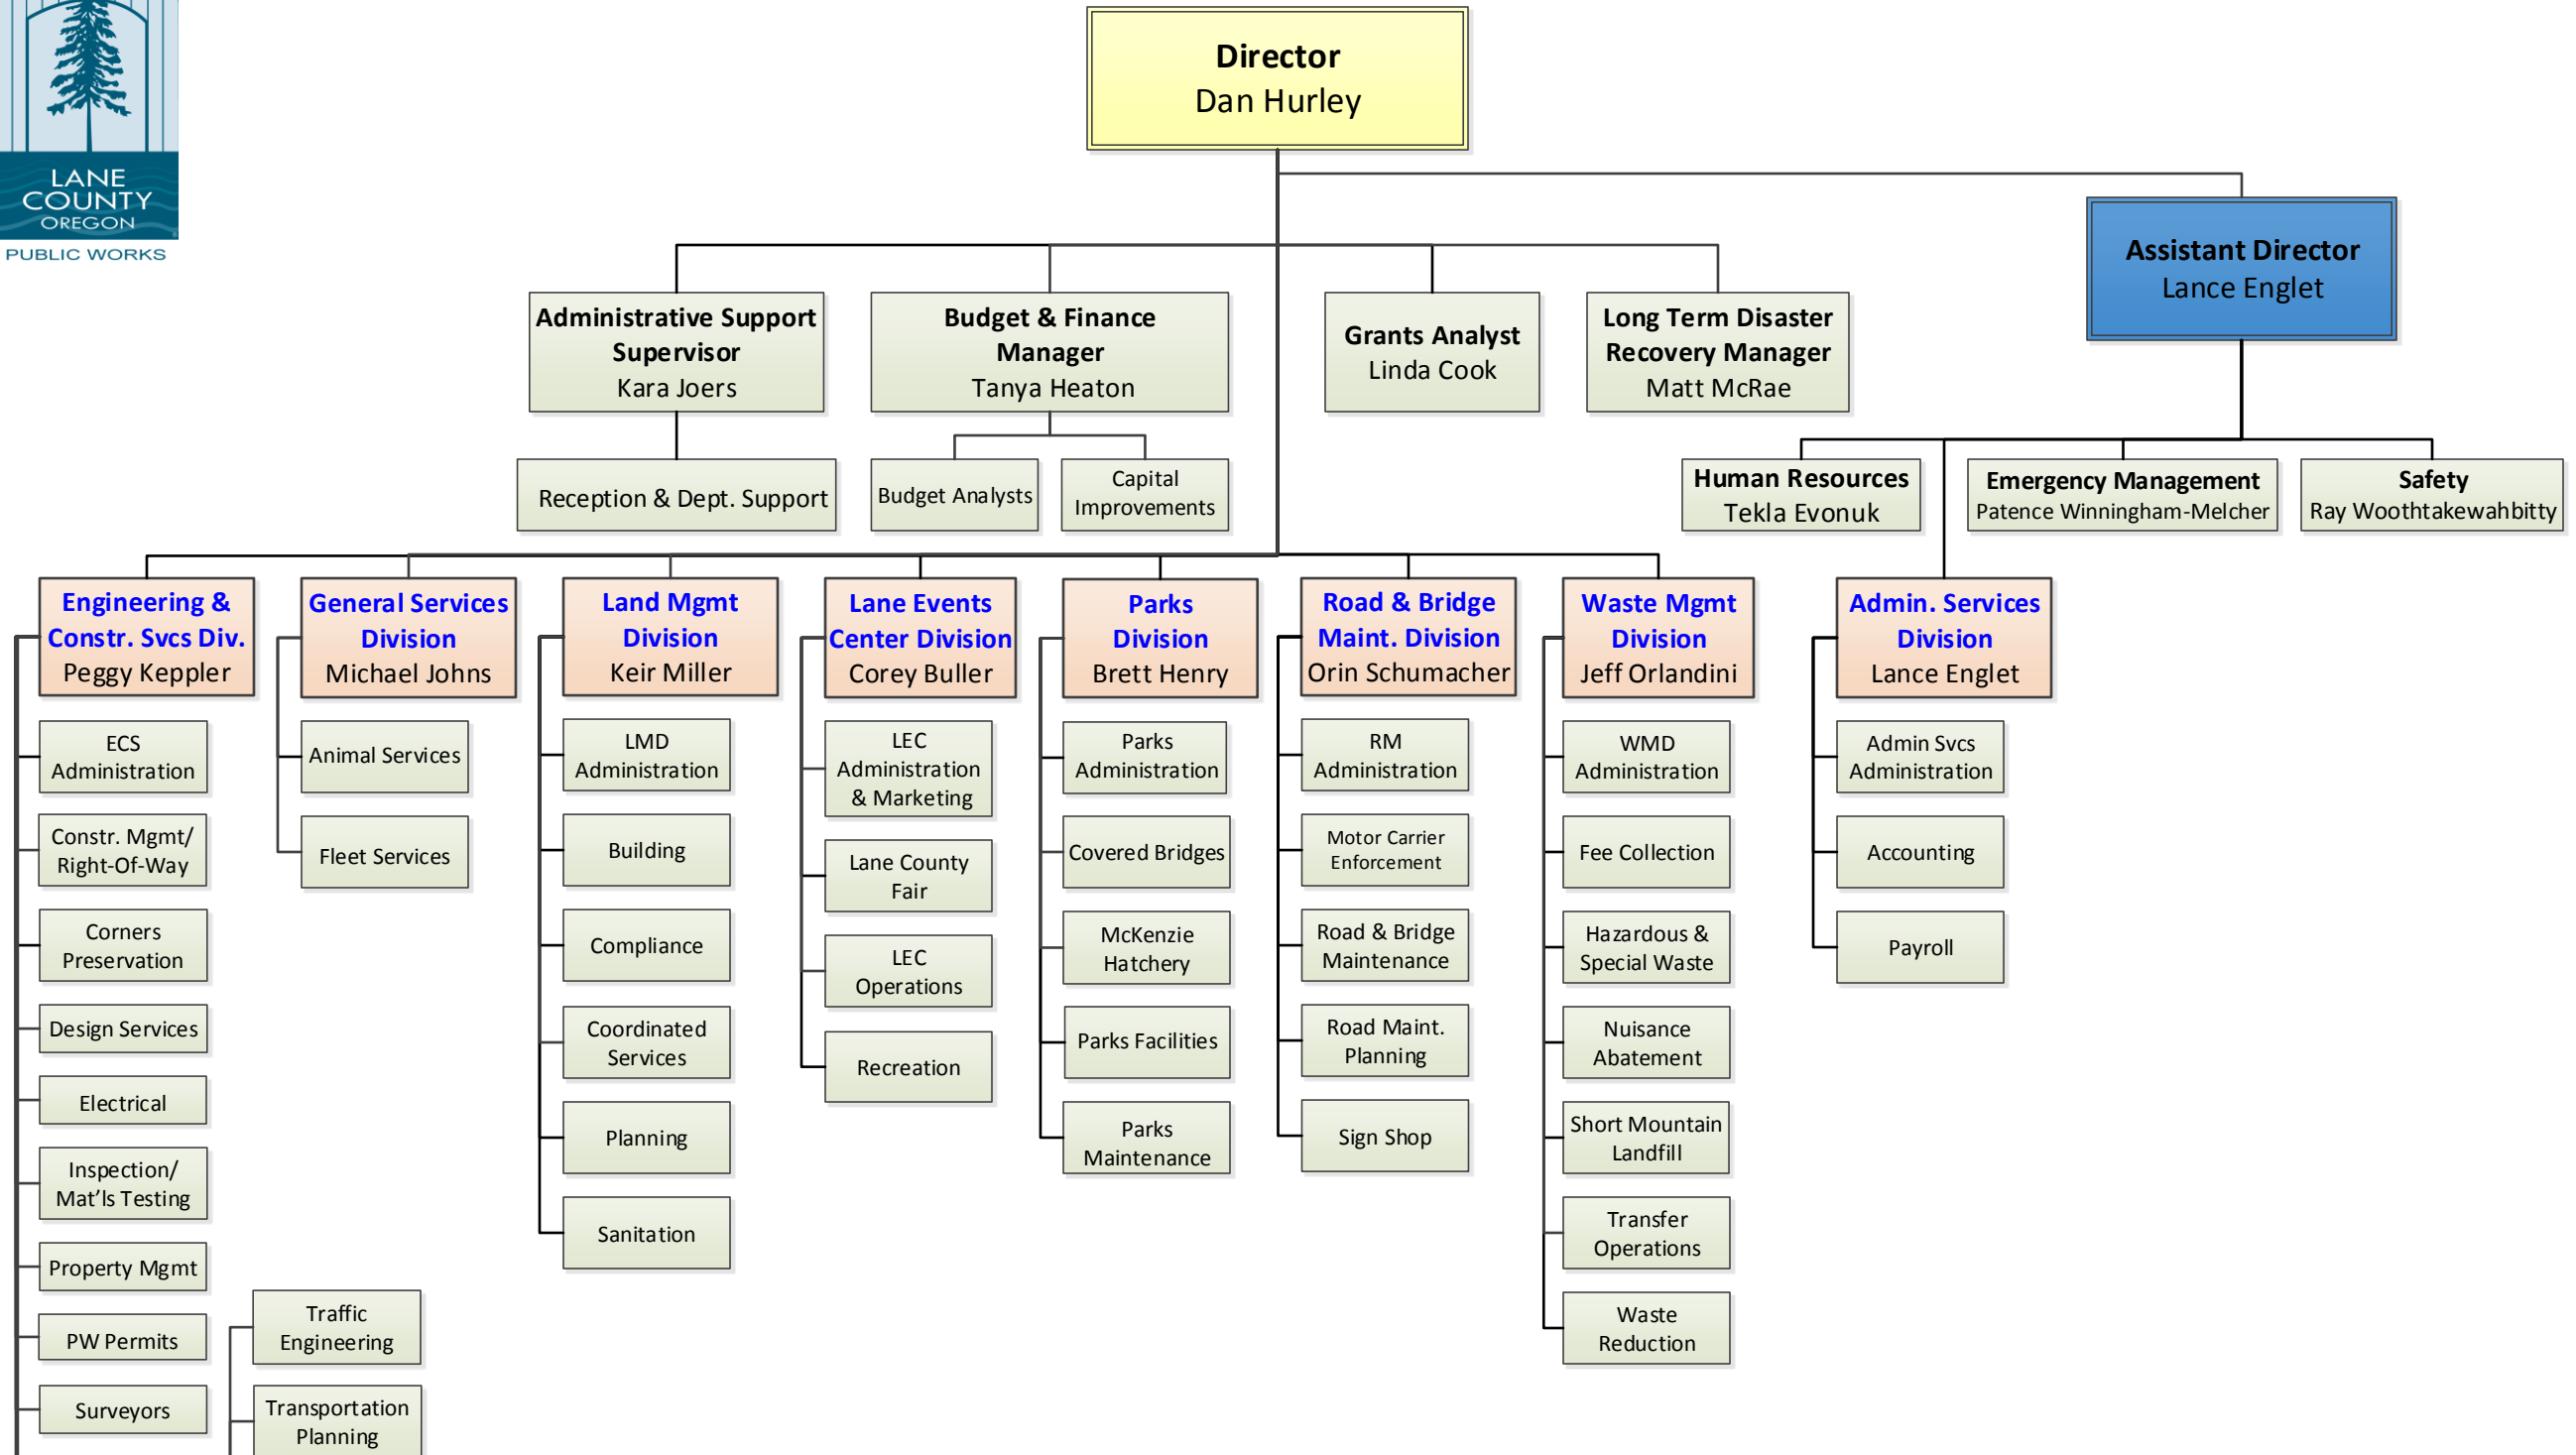 LANE
COUNTY
OREGON
PUBLIC WORKS
Director
Dan Hurley
Assistant Director
Lance Englet
Administrative Support
Supervisor
Kara Joers
Budget & Finance
Manager
Tanya Heaton
Grants Analyst
Linda Cook
Long Term Disaster
Recovery Manager
Matt McRae
Reception & Dept. Support
Budget Analysts
Capital
Improvements
Human Resources
Tekla Evonuk
Emergency Management
Patence Winningham-Melcher
Safety
Ray Woothtakewahbitty
Engineering &
Constr. Svcs Div.
Peggy Keppler
ECS
Administration
Constr. Mgmt/
Right-Of-Way
Corners
Preservation
Design Services
Electrical
Inspection/
Mat’ls Testing
Property Mgmt
PW Permits
Surveyors
Traffic
Engineering
Transportation
Planning
General Services
Division
Michael Johns
Animal Services
Fleet Services
Land Mgmt
Division
Keir Miller
LMD
Administration
Building
Compliance
Coordinated
Services
Planning
Sanitation
Lane Events
Center Division
Corey Buller
LEC
Administration
& Marketing
Lane County
Fair
LEC
Operations
Recreation
Parks
Division
Brett Henry
Parks
Administration
Covered Bridges
McKenzie
Hatchery
Parks Facilities
Parks
Maintenance
Road & Bridge
Maint. Division
Orin Schumacher
RM
Administration
Motor Carrier
Enforcement
Road & Bridge
Maintenance
Road Maint.
Planning
Sign Shop
Waste Mgmt
Division
Jeff Orlandini
WMD
Administration
Fee Collection
Hazardous &
Special Waste
Nuisance
Abatement
Short Mountain
Landfill
Transfer
Operations
Waste
Reduction
Admin. Services
Division
Lance Englet
Admin Svcs
Administration
Accounting
Payroll